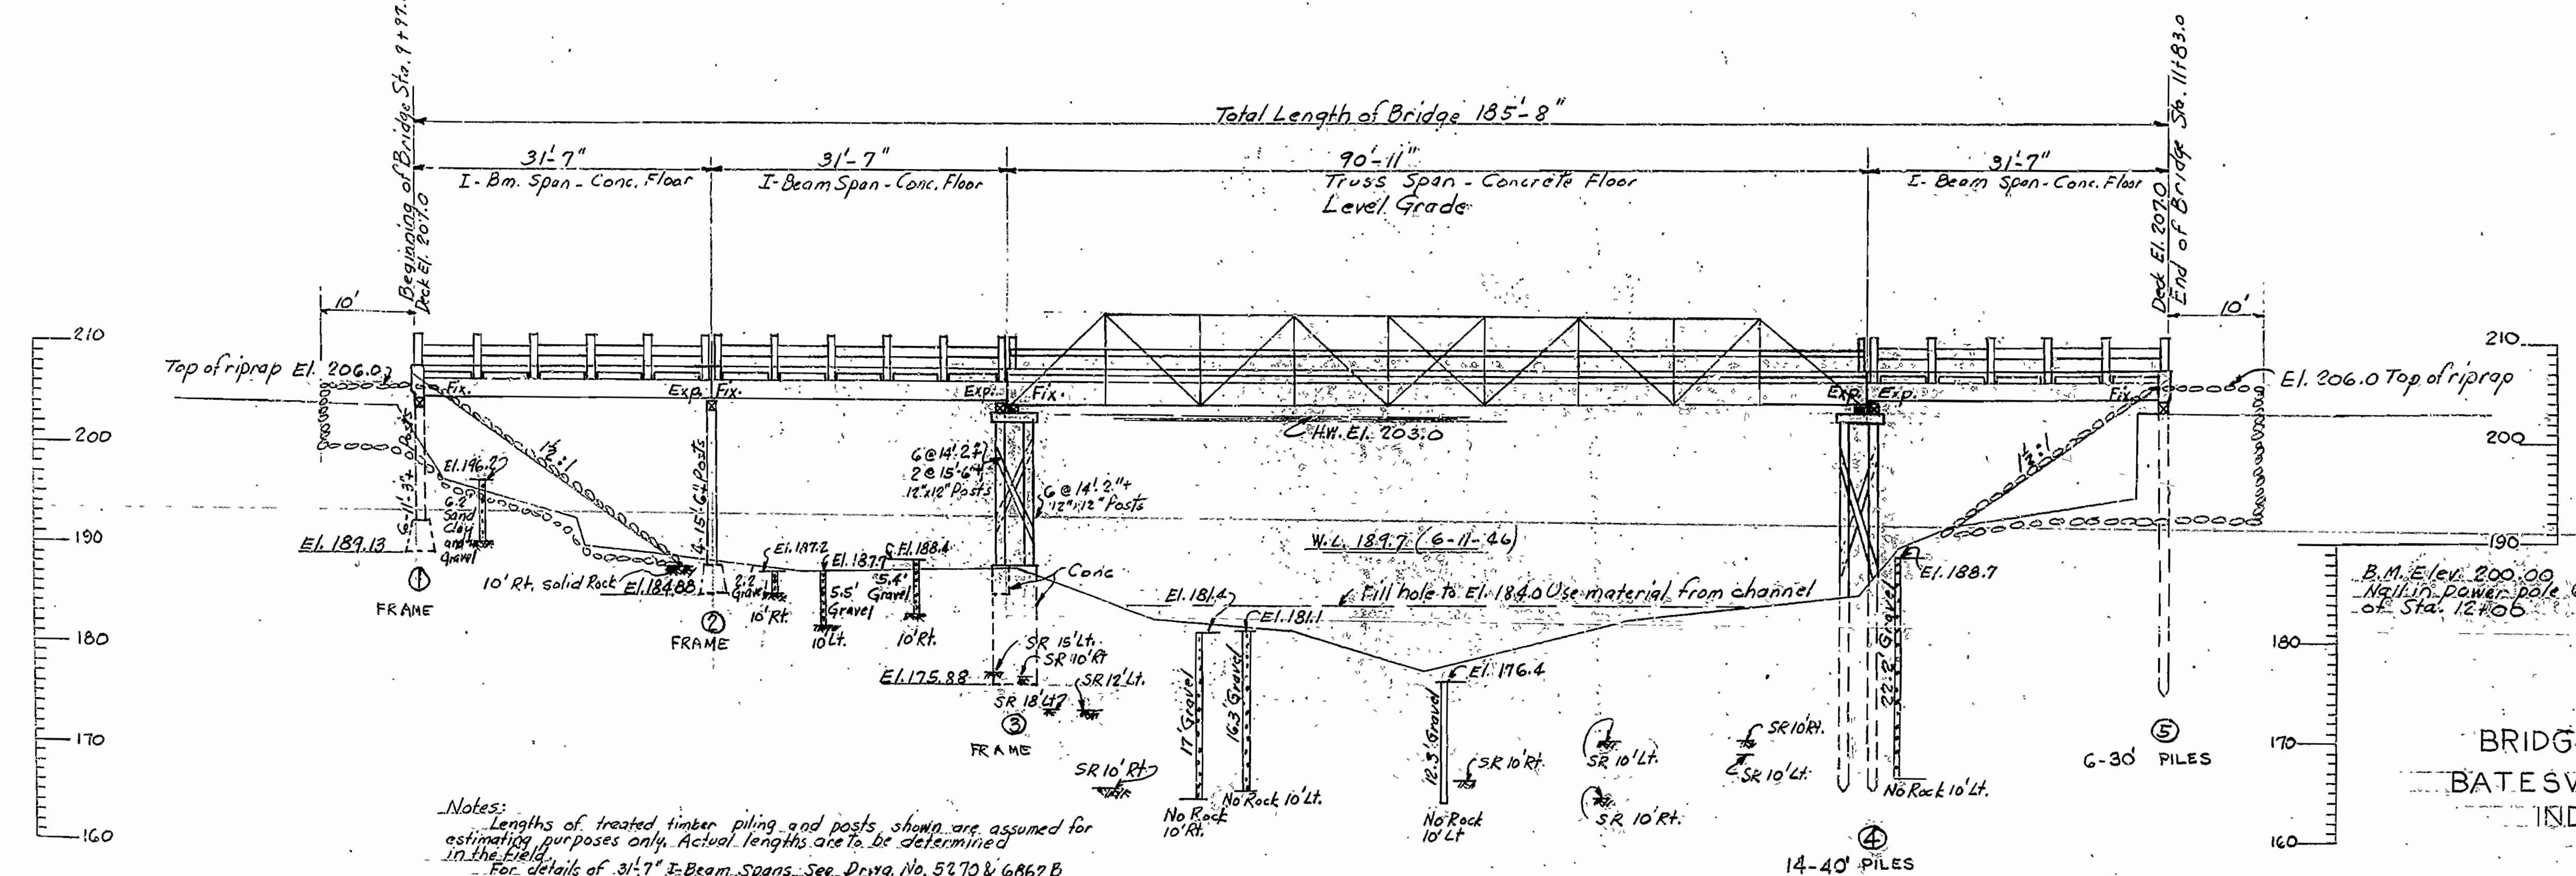 Beginning of Bridge Sta. 9+97.
Deck El. 207.0
Total Length of Bridge 185'-8"
Deck El. 207.0
End of Bridge Sta. 11+83.0
31'-7"
I-Bm. Span - Conc. Floor
31'-7"
I-Beam Span - Conc. Floor
90'-11"
Truss Span - Concrete Floor
Level Grade
31'-7"
I-Beam Span - Conc. Floor
10'
10'
210
200
190
180
170
160
Top of riprap El. 206.0
Fix.
Exp. Fix.
Exp. Fix.
Exp. Exp.
Fix.
El. 206.0 Top of riprap
H.W. El. 203.0
1½:1
1½:1
El. 196.2
6.2'
Sand
Clay
and
Gravel
6-11'-3"± Posts
4-15'-6"± Posts
6 @ 14'-2"±
2 @ 15'-6"±
12"x12" Posts
6 @ 14'-2"±
12"x12" Posts
El. 189.13
1
FRAME
10' Rt. solid Rock
El. 184.88
2
FRAME
El. 187.2
2.2'
Gravel
10' Rt.
El. 187.7
5.5'
Gravel
10' Lt.
El. 188.4
5.4'
Gravel
10' Rt.
Conc
W.L. 189.7 (6-11-46)
Fill hole to El. 184.0 Use material from channel
El. 175.88
SR 15' Lt.
SR 10' Rt
SR 12' Lt.
SR 18' Lt
3
FRAME
SR 10' Rt
El. 181.4
17' Gravel
No Rock
10' Rt.
El. 181.1
16.3' Gravel
No Rock 10' Lt.
El. 176.4
12.3' Gravel
No Rock
10' Lt
SR 10' Rt.
SR 10' Lt.
SR 10' Rt.
SR 10' Rt.
SR 10' Lt.
El. 188.7
22.2' Gravel
No Rock 10' Lt.
4
14-40' PILES
5
6-30' PILES
210
200
190
180
170
160
B.M. Elev. 200.00
Nail in power pole
of Sta. 12+06
BRIDG
BATESV
IND
Notes:
Lengths of treated timber piling and posts shown are assumed for
estimating purposes only. Actual lengths are to be determined
in the field.
For details of 31'-7" I-Beam Spans, See Drwg. No. 5270 & 6867B